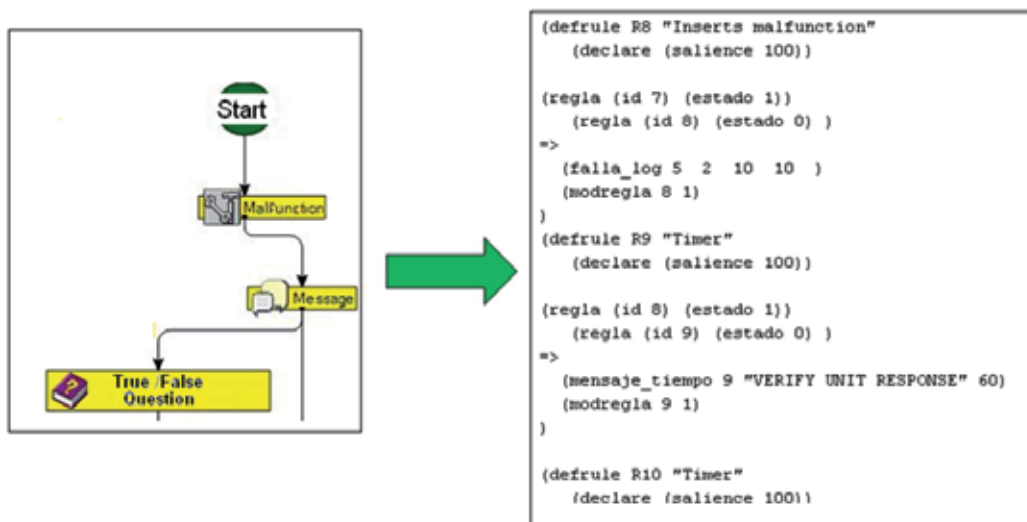 Start
Malfunction
Message
True /False
Question
(defrule R8 "Inserts malfunction"
(declare (salience 100))
(regla (id 7) (estado 1))
(regla (id 8) (estado 0) )
=>
(falla_log 5 2 10 10 )
(modregla 8 1)
)
(defrule R9 "Timer"
(declare (salience 100))
(regla (id 8) (estado 1))
(regla (id 9) (estado 0) )
=>
(mensaje_tiempo 9 "VERIFY UNIT RESPONSE" 60)
(modregla 9 1)
)
(defrule R10 "Timer"
(declare (salience 100))